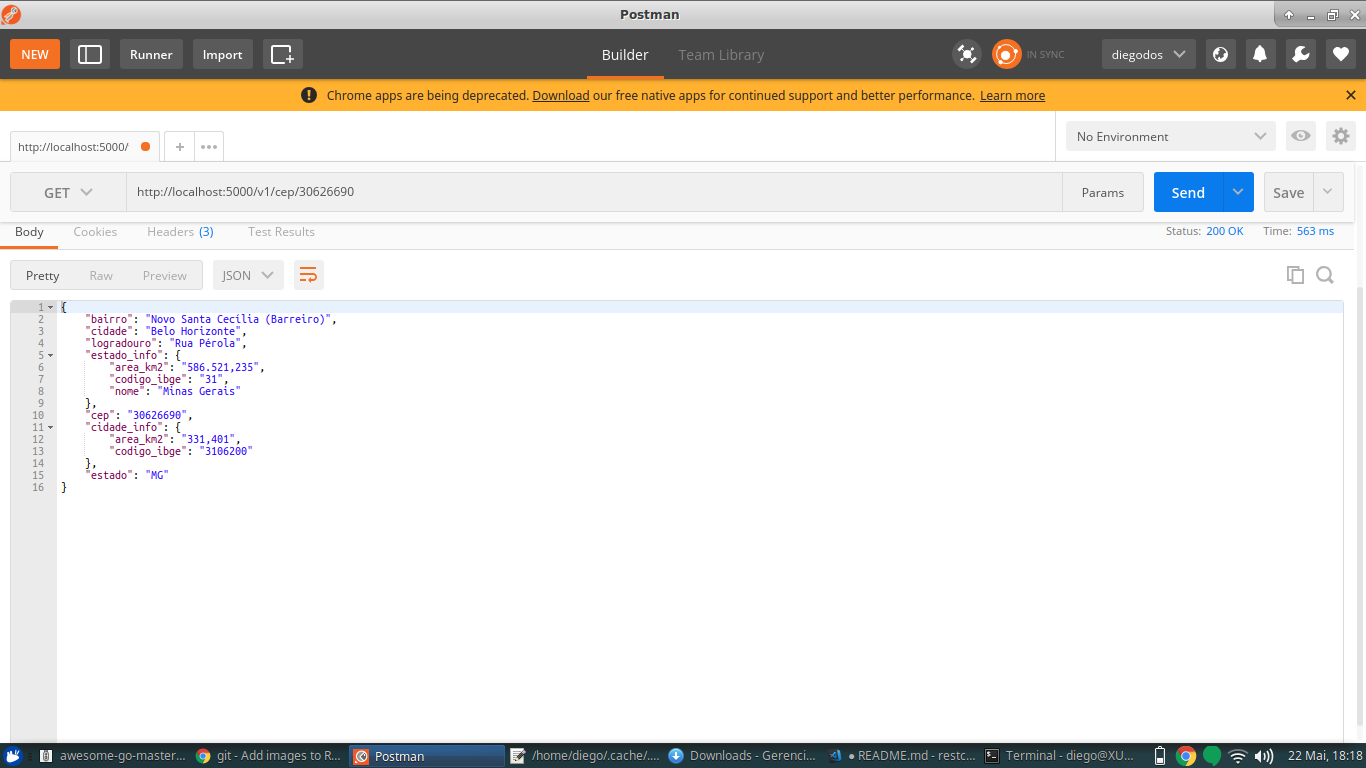 Postman
NEW Runner Import Builder Team Library IN SYNC diegodos
! Chrome apps are being deprecated. Download our free native apps for continued support and better performance. Learn more
http://localhost:5000/ + ••• No Environment
GET http://localhost:5000/v1/cep/30626690 Params Send Save
Body Cookies Headers (3) Test Results Status: 200 OK Time: 563 ms
Pretty Raw Preview JSON
1 {
2 "bairro": "Novo Santa Cecília (Barreiro)",
3 "cidade": "Belo Horizonte",
4 "logradouro": "Rua Pérola",
5 "estado_info": {
6 "area_km2": "586.521,235",
7 "codigo_ibge": "31",
8 "nome": "Minas Gerais"
9 },
10 "cep": "30626690",
11 "cidade_info": {
12 "area_km2": "331,401",
13 "codigo_ibge": "3106200"
14 },
15 "estado": "MG"
16 }
awesome-go-master... git - Add images to R... Postman /home/diego/.cache/.... Downloads - Gerenci... ● README.md - restc... Terminal - diego@XU... 22 Mai, 18:18